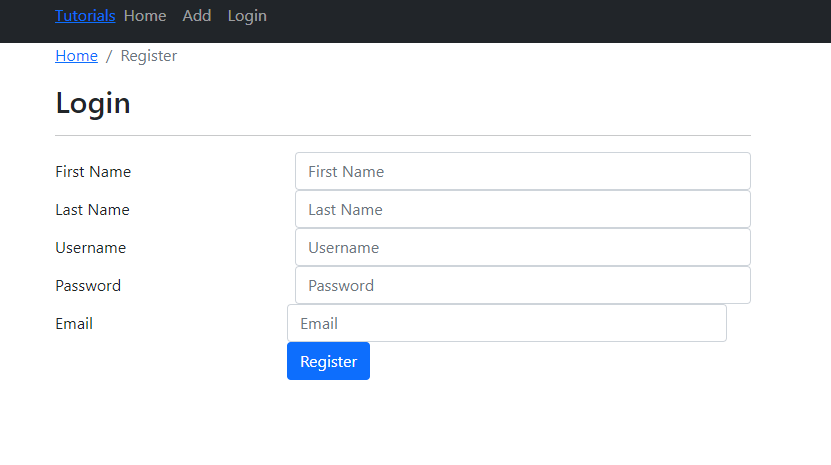 Tutorials Home Add Login
Home / Register
Login
First Name First Name
Last Name Last Name
Username Username
Password Password
Email Email
Register